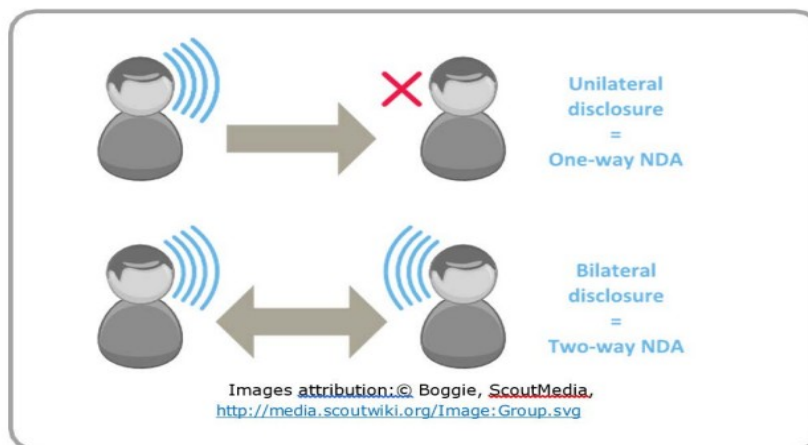 Unilateral
disclosure
=
One-way NDA
Bilateral
disclosure
=
Two-way NDA
Images attribution:© Boggie, ScoutMedia,
http://media.scoutwiki.org/Image:Group.svg